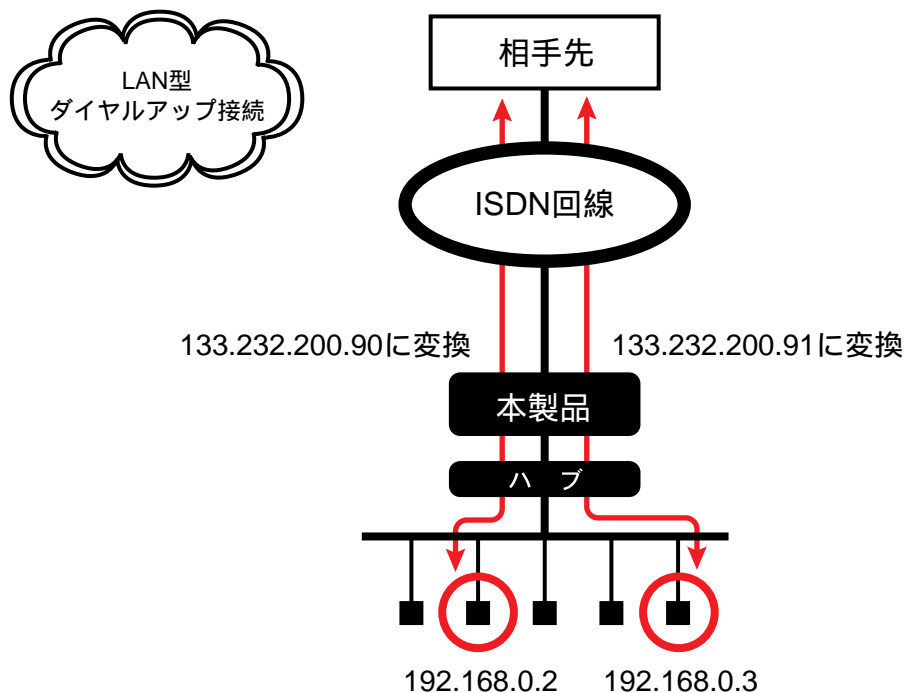 相手先
LAN型
ダイヤルアップ接続
ISDN回線
133.232.200.90に変換
133.232.200.91に変換
本製品
ハ ブ
192.168.0.2
192.168.0.3